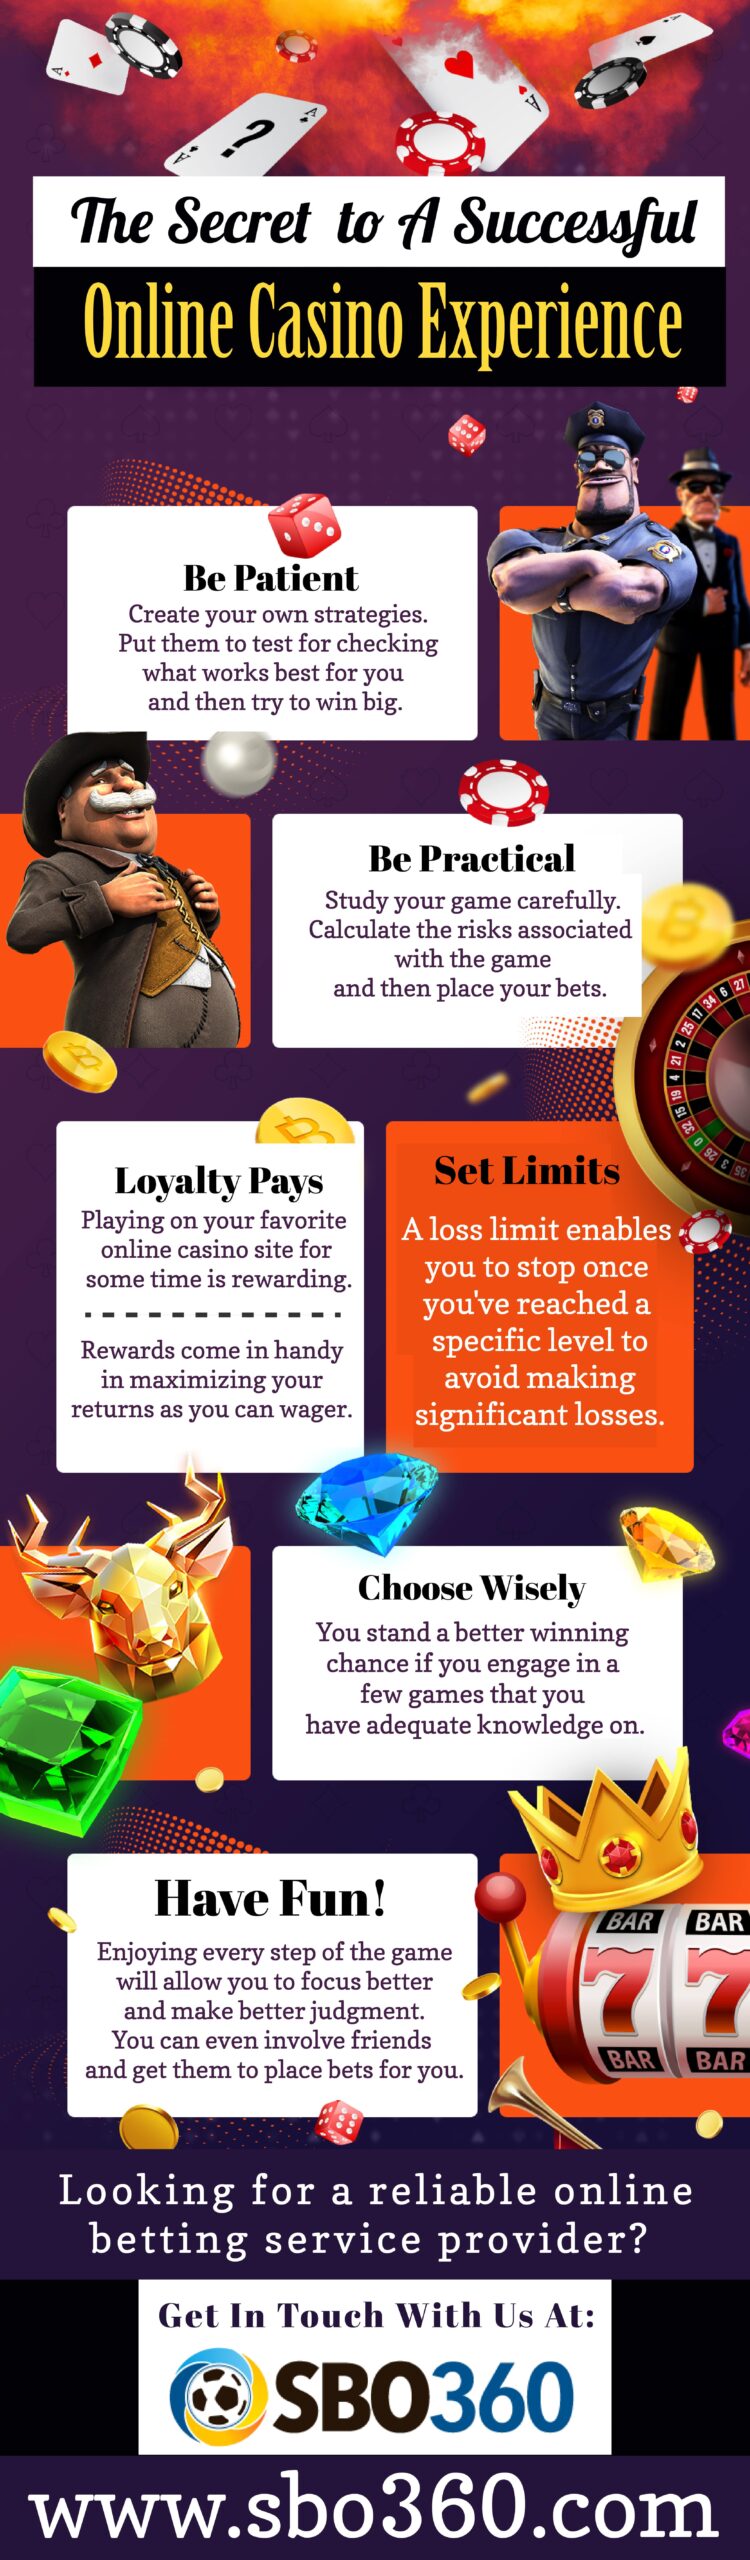 A
A
?
A
A
A
The Secret to A Successful
Online Casino Experience
Be Patient
Create your own strategies.
Put them to test for checking
what works best for you
and then try to win big.
Be Practical
Study your game carefully.
Calculate the risks associated
with the game
and then place your bets.
Loyalty Pays
Playing on your favorite
online casino site for
some time is rewarding.
Rewards come in handy
in maximizing your
returns as you can wager.
Set Limits
A loss limit enables
you to stop once
you've reached a
specific level to
avoid making
significant losses.
Choose Wisely
You stand a better winning
chance if you engage in a
few games that you
have adequate knowledge on.
Have Fun!
Enjoying every step of the game
will allow you to focus better
and make better judgment.
You can even involve friends
and get them to place bets for you.
BAR BAR
7 7
BAR BAR
Looking for a reliable online
betting service provider?
Get In Touch With Us At:
SBO360
www.sbo360.com